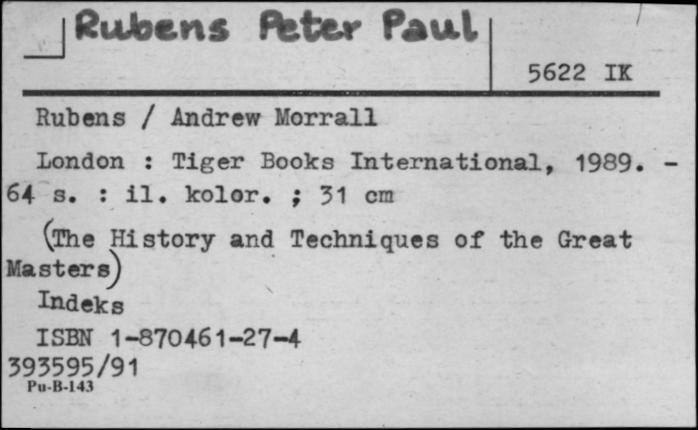 Rubens Peter Paul
5622 IK
Rubens / Andrew Morrall
London : Tiger Books International, 1989. -
64 s. : il. kolor. ; 31 cm
(The History and Techniques of the Great
Masters)
Indeks
ISBN 1-870461-27-4
393595/91
Pu-B-143